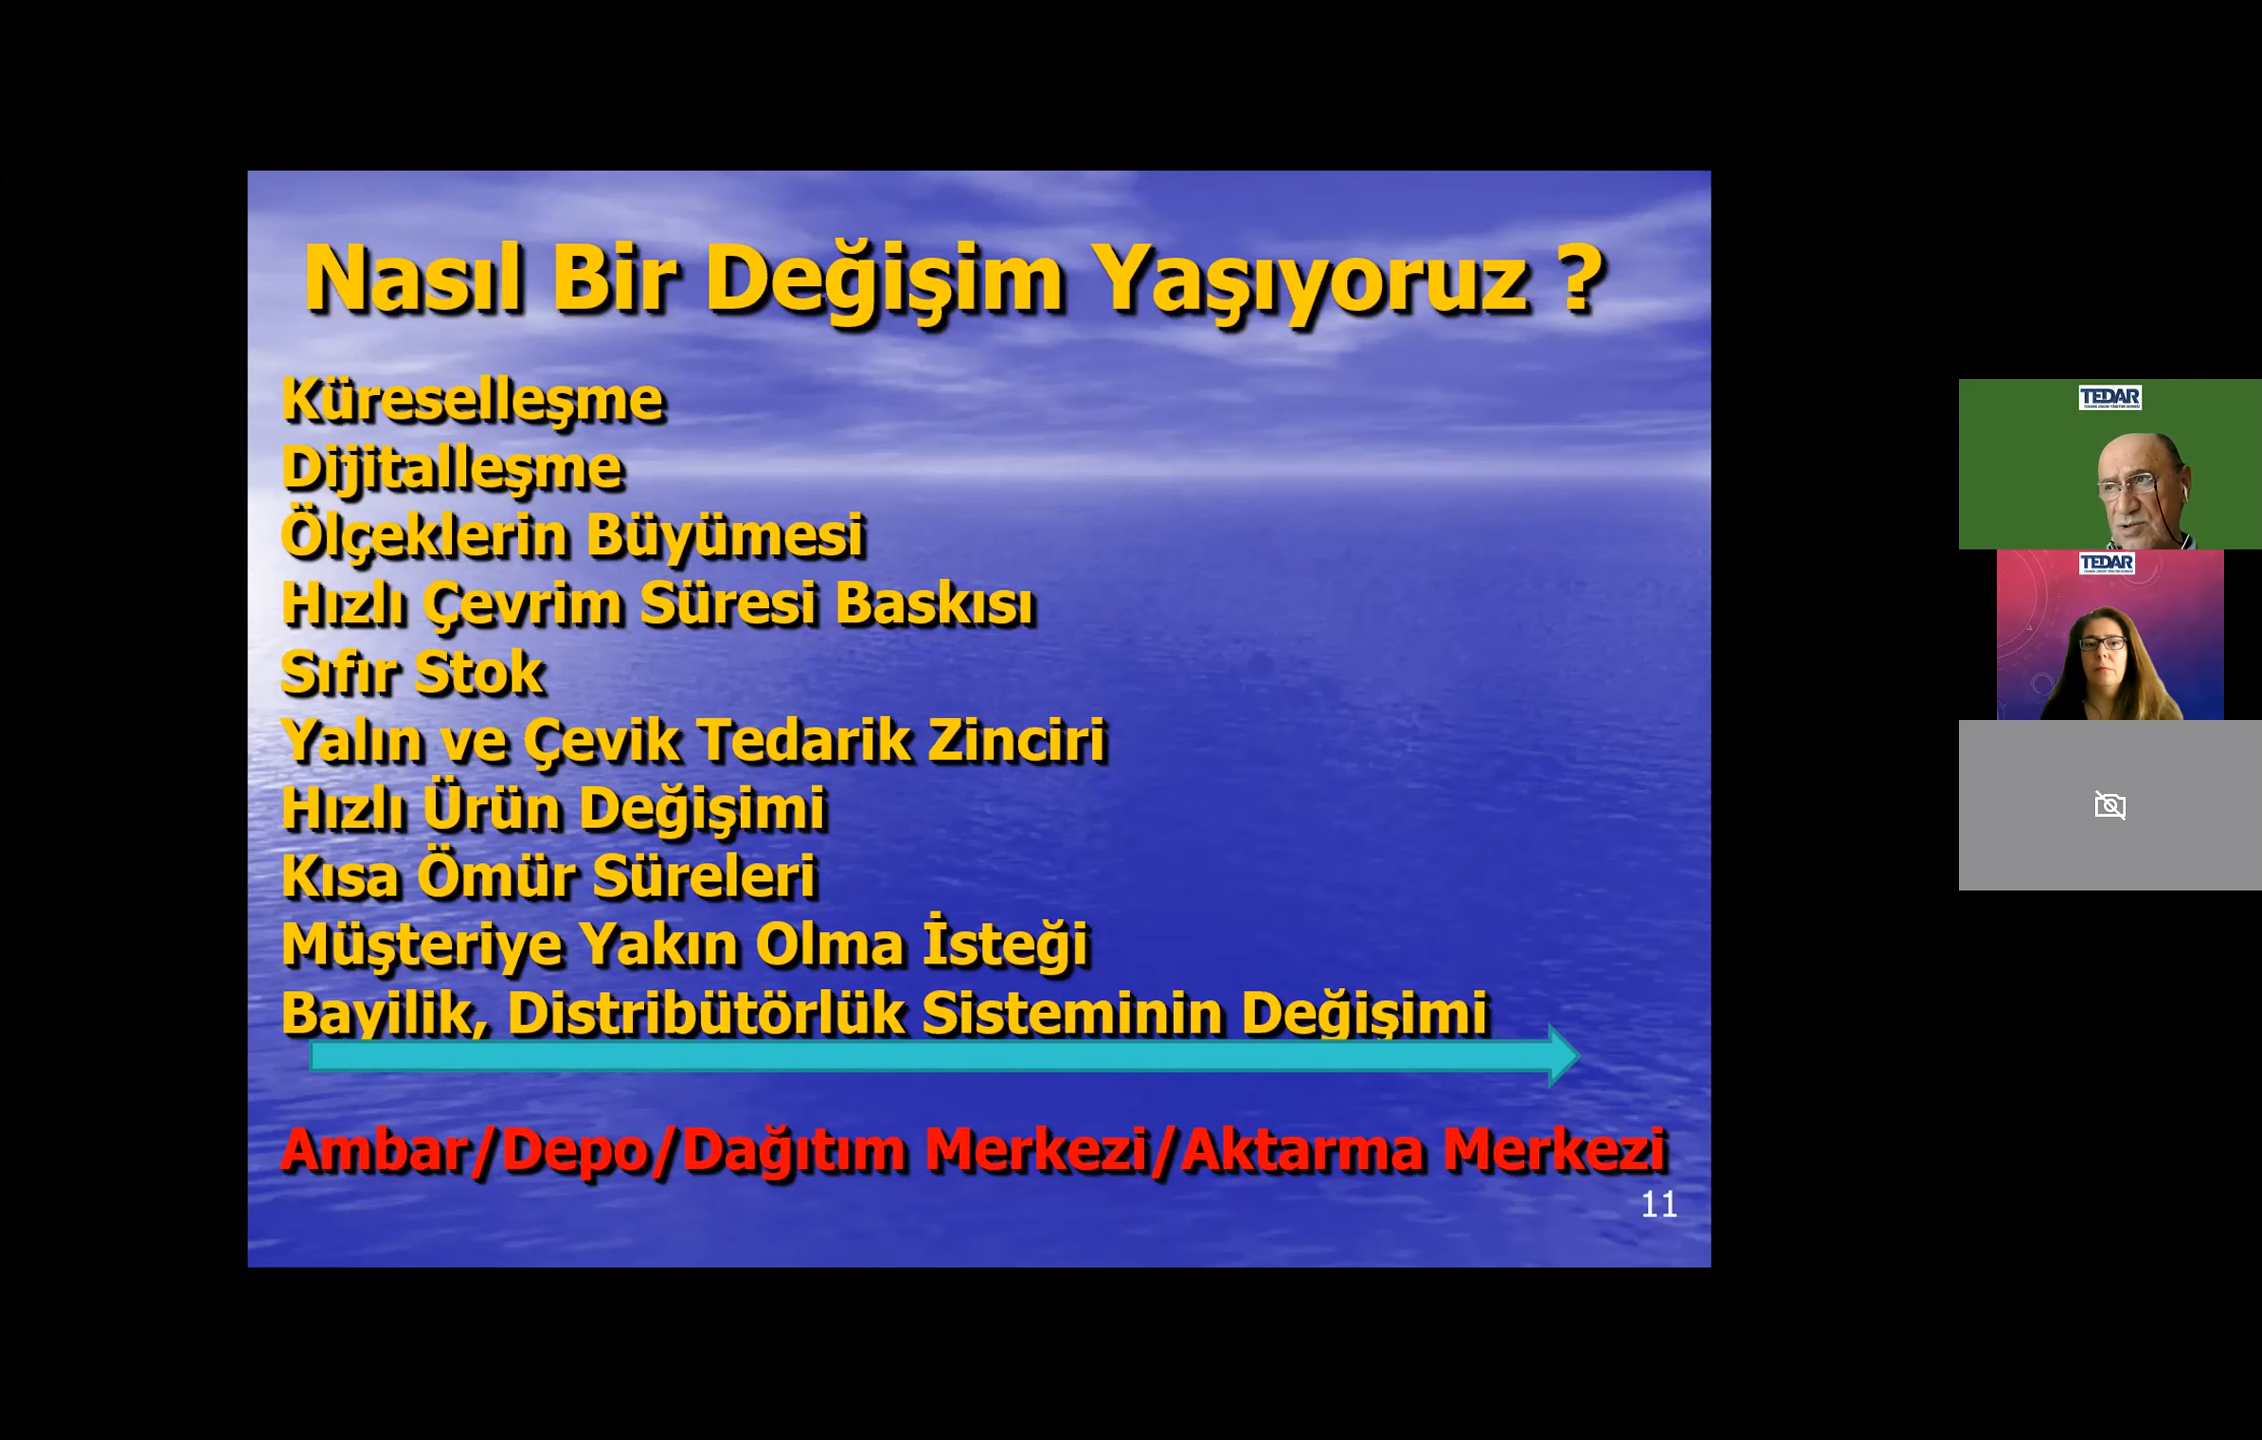 Nasıl Bir Değişim Yaşıyoruz ?
Küreselleşme
Dijitalleşme
Ölçeklerin Büyümesi
Hızlı Çevrim Süresi Baskısı
Sıfır Stok
Yalın ve Çevik Tedarik Zinciri
Hızlı Ürün Değişimi
Kısa Ömür Süreleri
Müşteriye Yakın Olma İsteği
Bayilik, Distribütörlük Sisteminin Değişimi
Ambar/Depo/Dağıtım Merkezi/Aktarma Merkezi
11
TEDAR
TEDAR